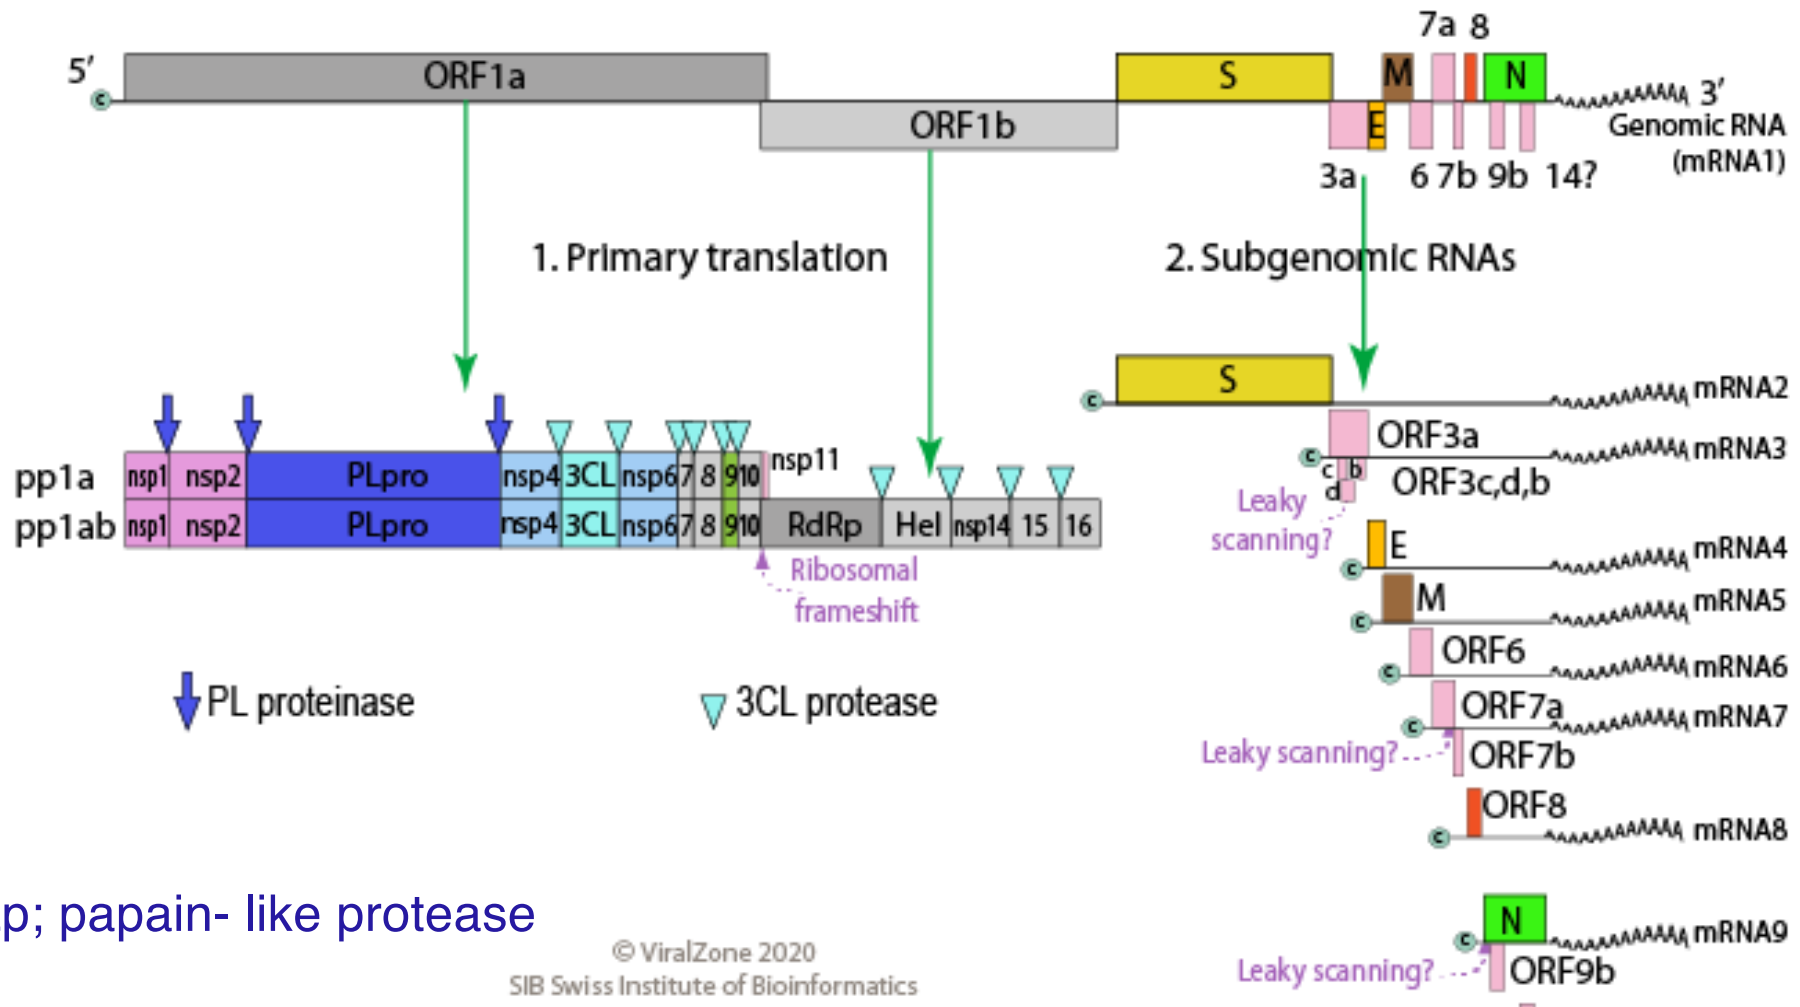 7a 8
5′ ORF1a S M N 3′
c ORF1b E Genomic RNA
3a 6 7b 9b 14? (mRNA1)
1. Primary translation 2. Subgenomic RNAs
c S mRNA2
ORF3a
c mRNA3
c b
d ORF3c,d,b
Leaky
scanning?
pp1a nsp1 nsp2 PLpro nsp4 3CL nsp6 7 8 9 10 nsp11
pp1ab nsp1 nsp2 PLpro nsp4 3CL nsp6 7 8 9 10 RdRp Hel nsp14 15 16
Ribosomal
frameshift
E
c mRNA4
M
c mRNA5
ORF6
c mRNA6
ORF7a
c mRNA7
Leaky scanning? ORF7b
PL proteinase 3CL protease
ORF8
c mRNA8
p; papain- like protease
N
c mRNA9
Leaky scanning? ORF9b
© ViralZone 2020
SIB Swiss Institute of Bioinformatics